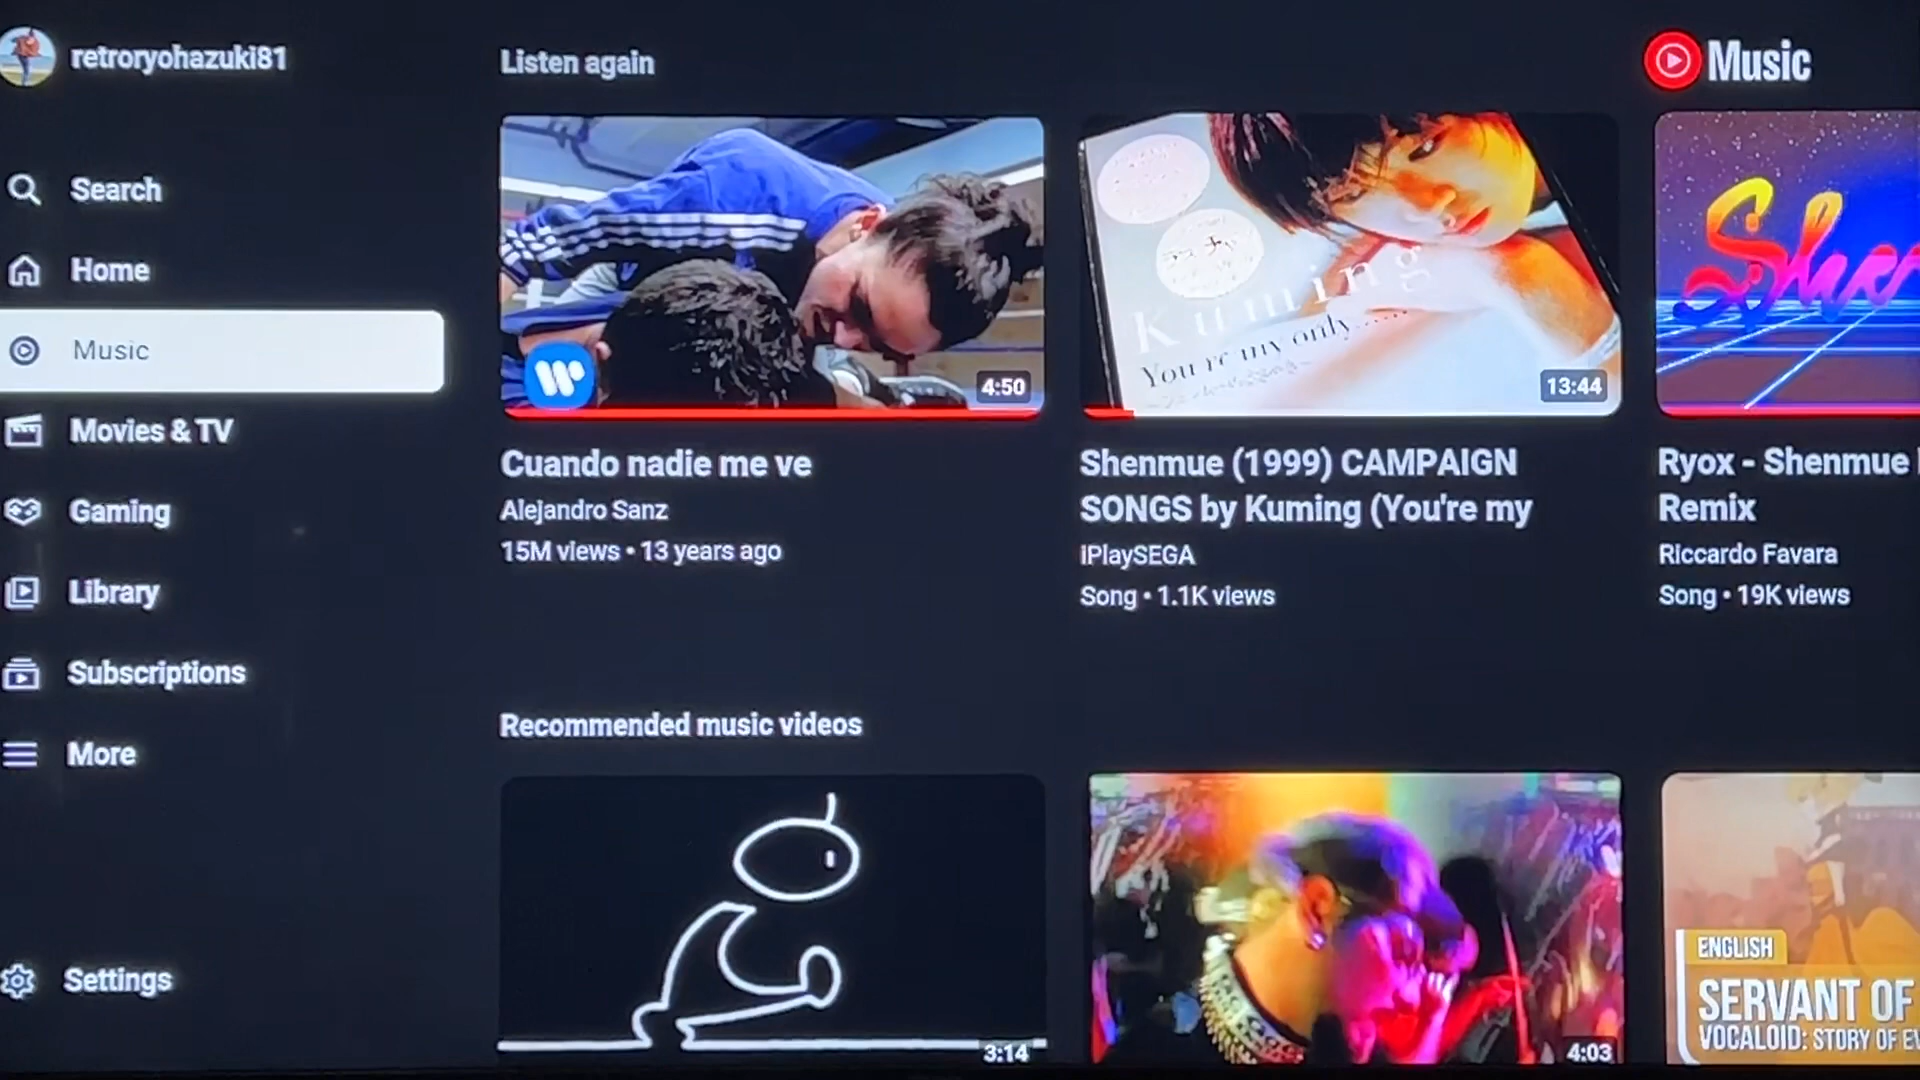 retroryohazuki81
Search
Home
Music
Movies & TV
Gaming
Library
Subscriptions
More
Settings
Listen again
Music
4:50
Cuando nadie me ve
Alejandro Sanz
15M views • 13 years ago
Kuming
You're my only......
13:44
Shenmue (1999) CAMPAIGN
SONGS by Kuming (You're my
iPlaySEGA
Song • 1.1K views
Ryox - Shenmue
Remix
Riccardo Favara
Song • 19K views
Recommended music videos
3:14
4:03
ENGLISH
SERVANT OF
VOCALOID: STORY OF